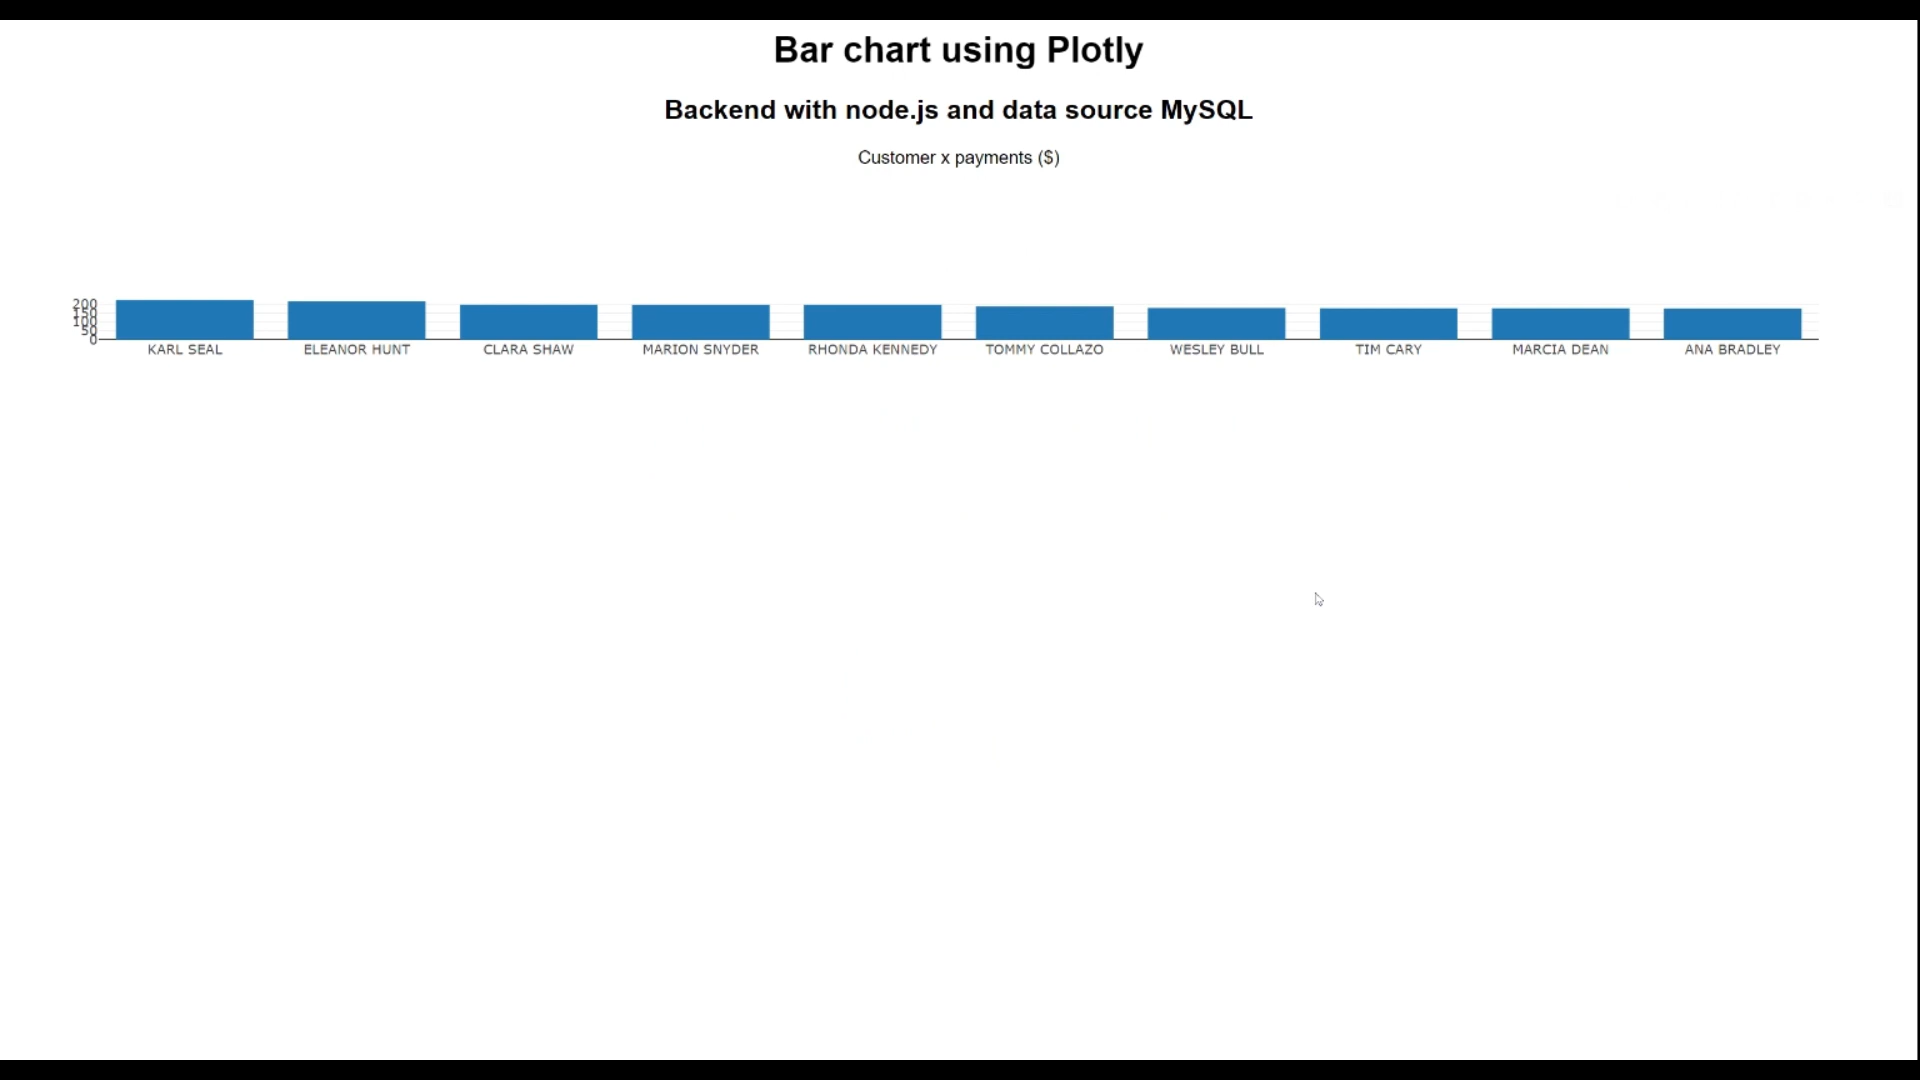 Bar chart using Plotly
Backend with node.js and data source MySQL
Customer x payments ($)
200
150
100
50
0
KARL SEAL ELEANOR HUNT CLARA SHAW MARION SNYDER RHONDA KENNEDY TOMMY COLLAZO WESLEY BULL TIM CARY MARCIA DEAN ANA BRADLEY